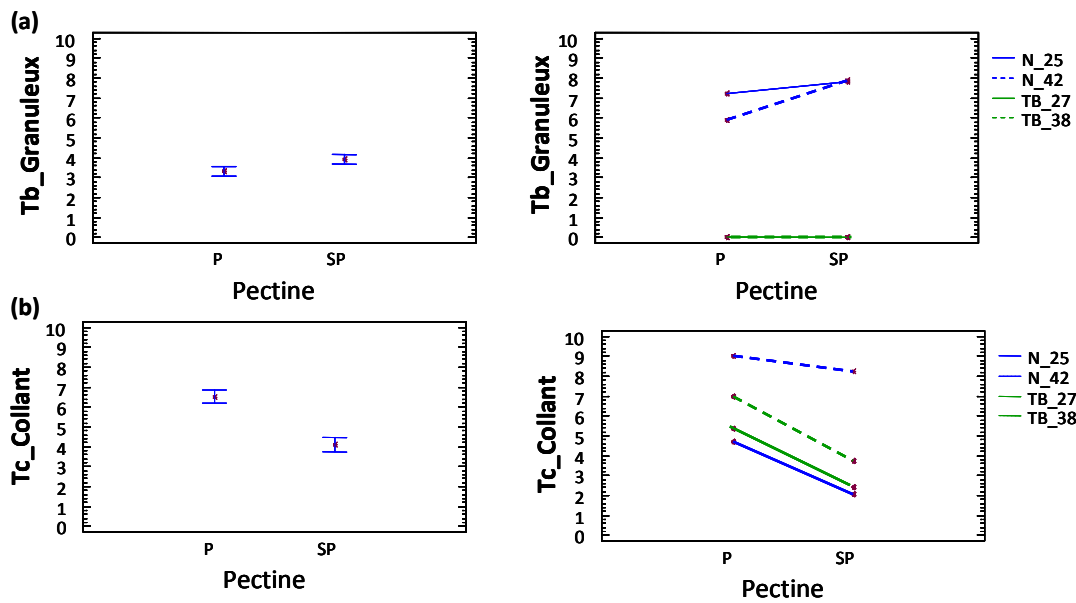 (a)
10
9
8
7
6
5
4
3
2
1
0
Tb_Granuleux
P SP
Pectine
10
9
8
7
6
5
4
3
2
1
0
Tb_Granuleux
P SP
Pectine
N_25
N_42
TB_27
TB_38
(b)
10
9
8
7
6
5
4
3
2
1
0
Tc_Collant
P SP
Pectine
10
9
8
7
6
5
4
3
2
1
0
Tc_Collant
P SP
Pectine
N_25
N_42
TB_27
TB_38